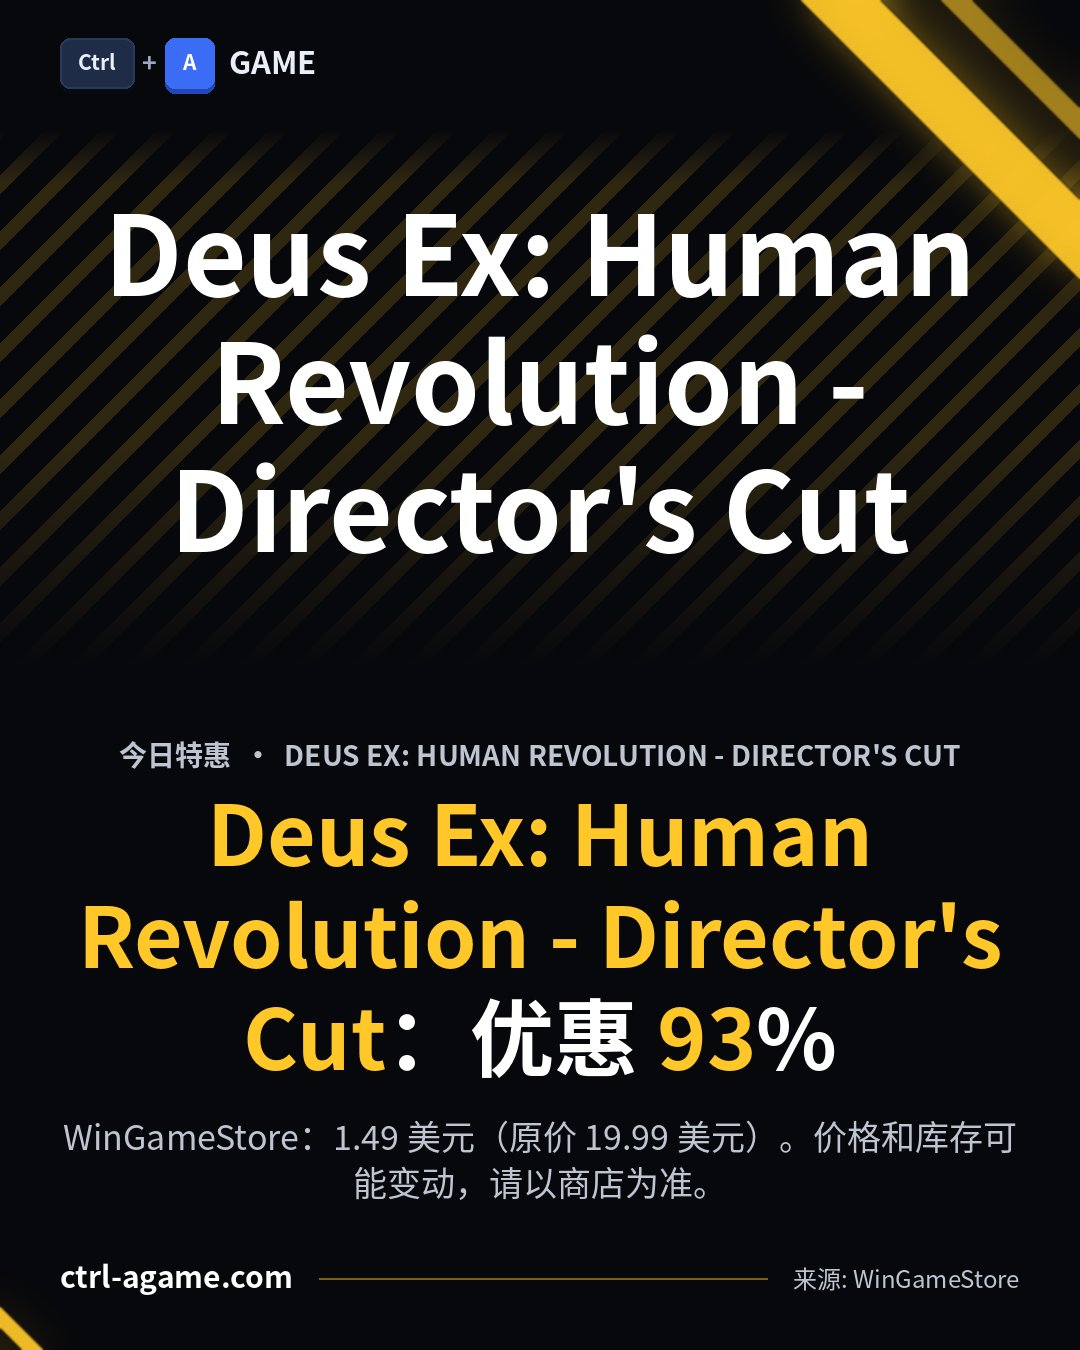 Ctrl + A GAME
Deus Ex: Human
Revolution -
Director's Cut
今日特惠 · DEUS EX: HUMAN REVOLUTION - DIRECTOR'S CUT
Deus Ex: Human
Revolution - Director's
Cut：优惠 93%
WinGameStore：1.49 美元（原价 19.99 美元）。价格和库存可
能变动，请以商店为准。
ctrl-agame.com
来源: WinGameStore